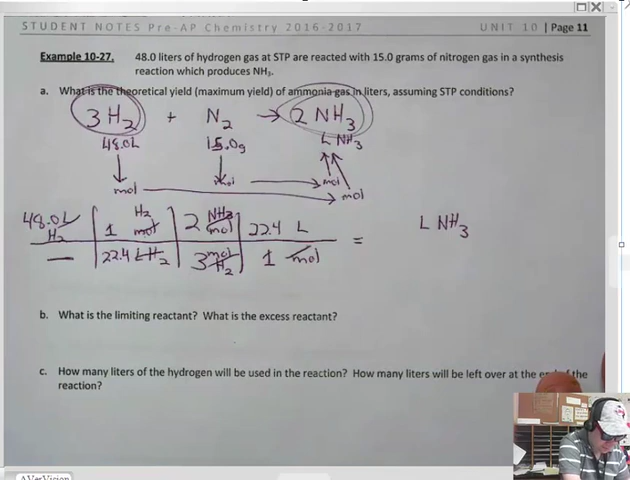 STUDENT NOTES Pre-AP Chemistry 2016-2017 UNIT 10 | Page 11
Example 10-27. 48.0 liters of hydrogen gas at STP are reacted with 15.0 grams of nitrogen gas in a synthesis
reaction which produces NH₃.
a. What is the theoretical yield (maximum yield) of ammonia gas in liters, assuming STP conditions?
3H₂ + N₂ → 2 NH₃
48.0L 15.0g L NH₃
mol mol mol mol
48.0L H₂ | 1 mol H₂ | 2 mol NH₃ | 22.4 L = L NH₃
22.4 L H₂ | 3 mol H₂ | 1 mol
b. What is the limiting reactant? What is the excess reactant?
c. How many liters of the hydrogen will be used in the reaction? How many liters will be left over at the end of the
reaction?
AVerVision